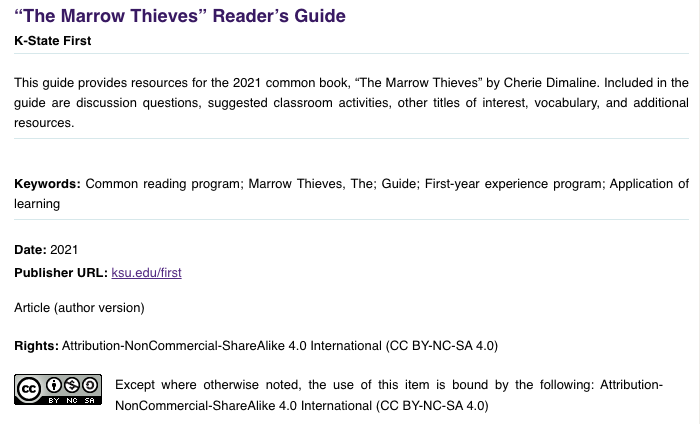 “The Marrow Thieves” Reader’s Guide
K-State First
This guide provides resources for the 2021 common book, “The Marrow Thieves” by Cherie Dimaline. Included in the
guide are discussion questions, suggested classroom activities, other titles of interest, vocabulary, and additional
resources.
Keywords: Common reading program; Marrow Thieves, The; Guide; First-year experience program; Application of
learning
Date: 2021
Publisher URL: ksu.edu/first
Article (author version)
Rights: Attribution-NonCommercial-ShareAlike 4.0 International (CC BY-NC-SA 4.0)
cc BY NC SA
Except where otherwise noted, the use of this item is bound by the following: Attribution-
NonCommercial-ShareAlike 4.0 International (CC BY-NC-SA 4.0)